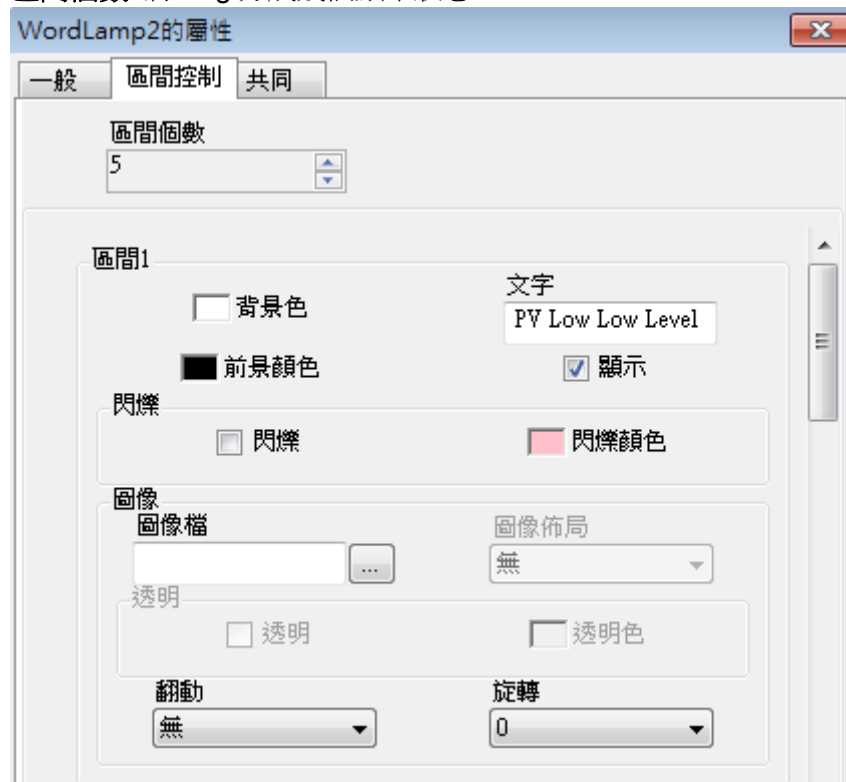 WordLamp2的屬性
一般 區間控制 共同
區間個數
5
區間1
背景色
文字
PV Low Low Level
前景顏色
顯示
閃爍
閃爍
閃爍顏色
圖像
圖像檔
圖像佈局
...
無
透明
透明
透明色
翻動
旋轉
無
0